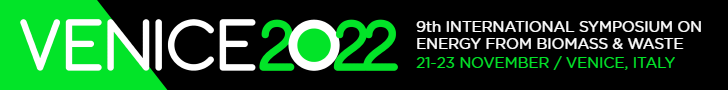 VENICE2022
9th INTERNATIONAL SYMPOSIUM ON
ENERGY FROM BIOMASS & WASTE
21-23 NOVEMBER / VENICE, ITALY